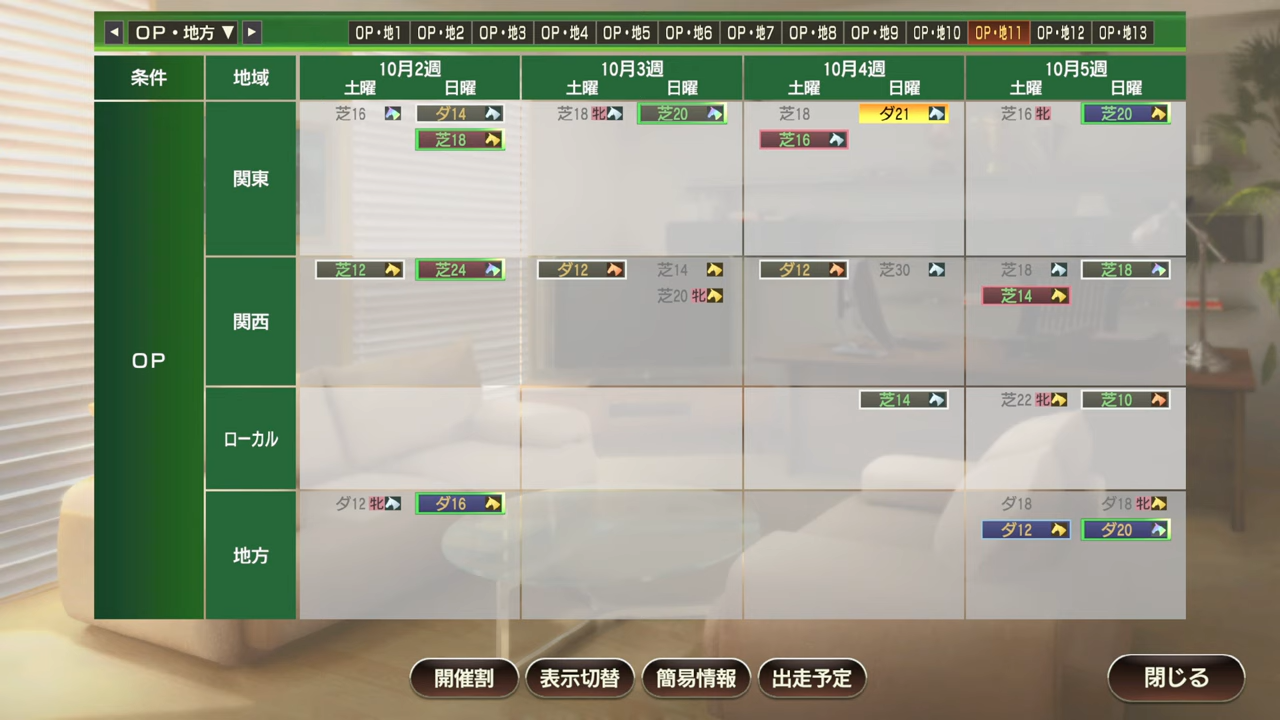 ◀ OP・地方▼ ▶ OP・地1 OP・地2 OP・地3 OP・地4 OP・地5 OP・地6 OP・地7 OP・地8 OP・地9 OP・地10 OP・地11 OP・地12 OP・地13
条件 地域 10月2週 10月3週 10月4週 10月5週
土曜 日曜 土曜 日曜 土曜 日曜 土曜 日曜
OP
関東
芝16 ダ14 芝18 牝 芝20 芝18 ダ21 芝16 牝 芝20
芝18 芝16
関西
芝12 芝24 ダ12 芝14 ダ12 芝30 芝18 芝18
芝20 牝 芝14
ローカル
芝14 芝22 牝 芝10
地方
ダ12 牝 ダ16 ダ18 ダ18 牝
ダ12 ダ20
開催割 表示切替 簡易情報 出走予定 閉じる